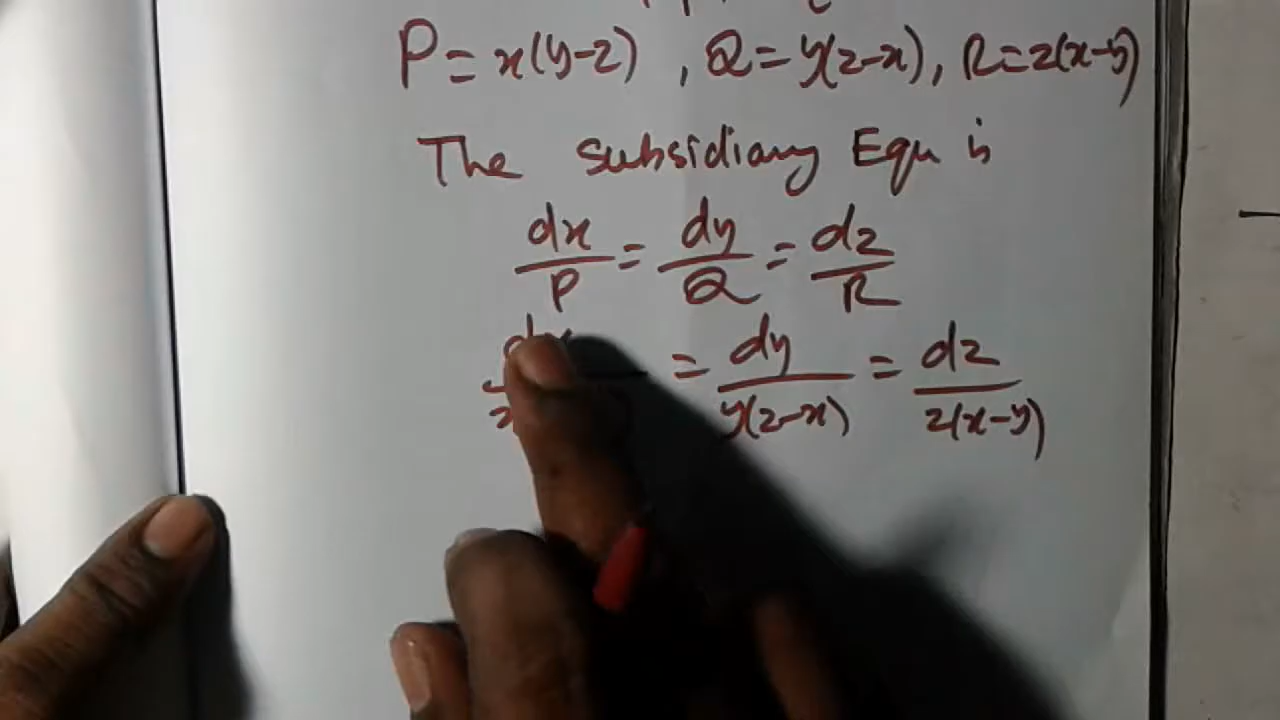 P = x(y-z), Q = y(z-x), R = z(x-y)
The Subsidiary Equ is
dx/P = dy/Q = dz/R
= dy/y(z-x) = dz/z(x-y)